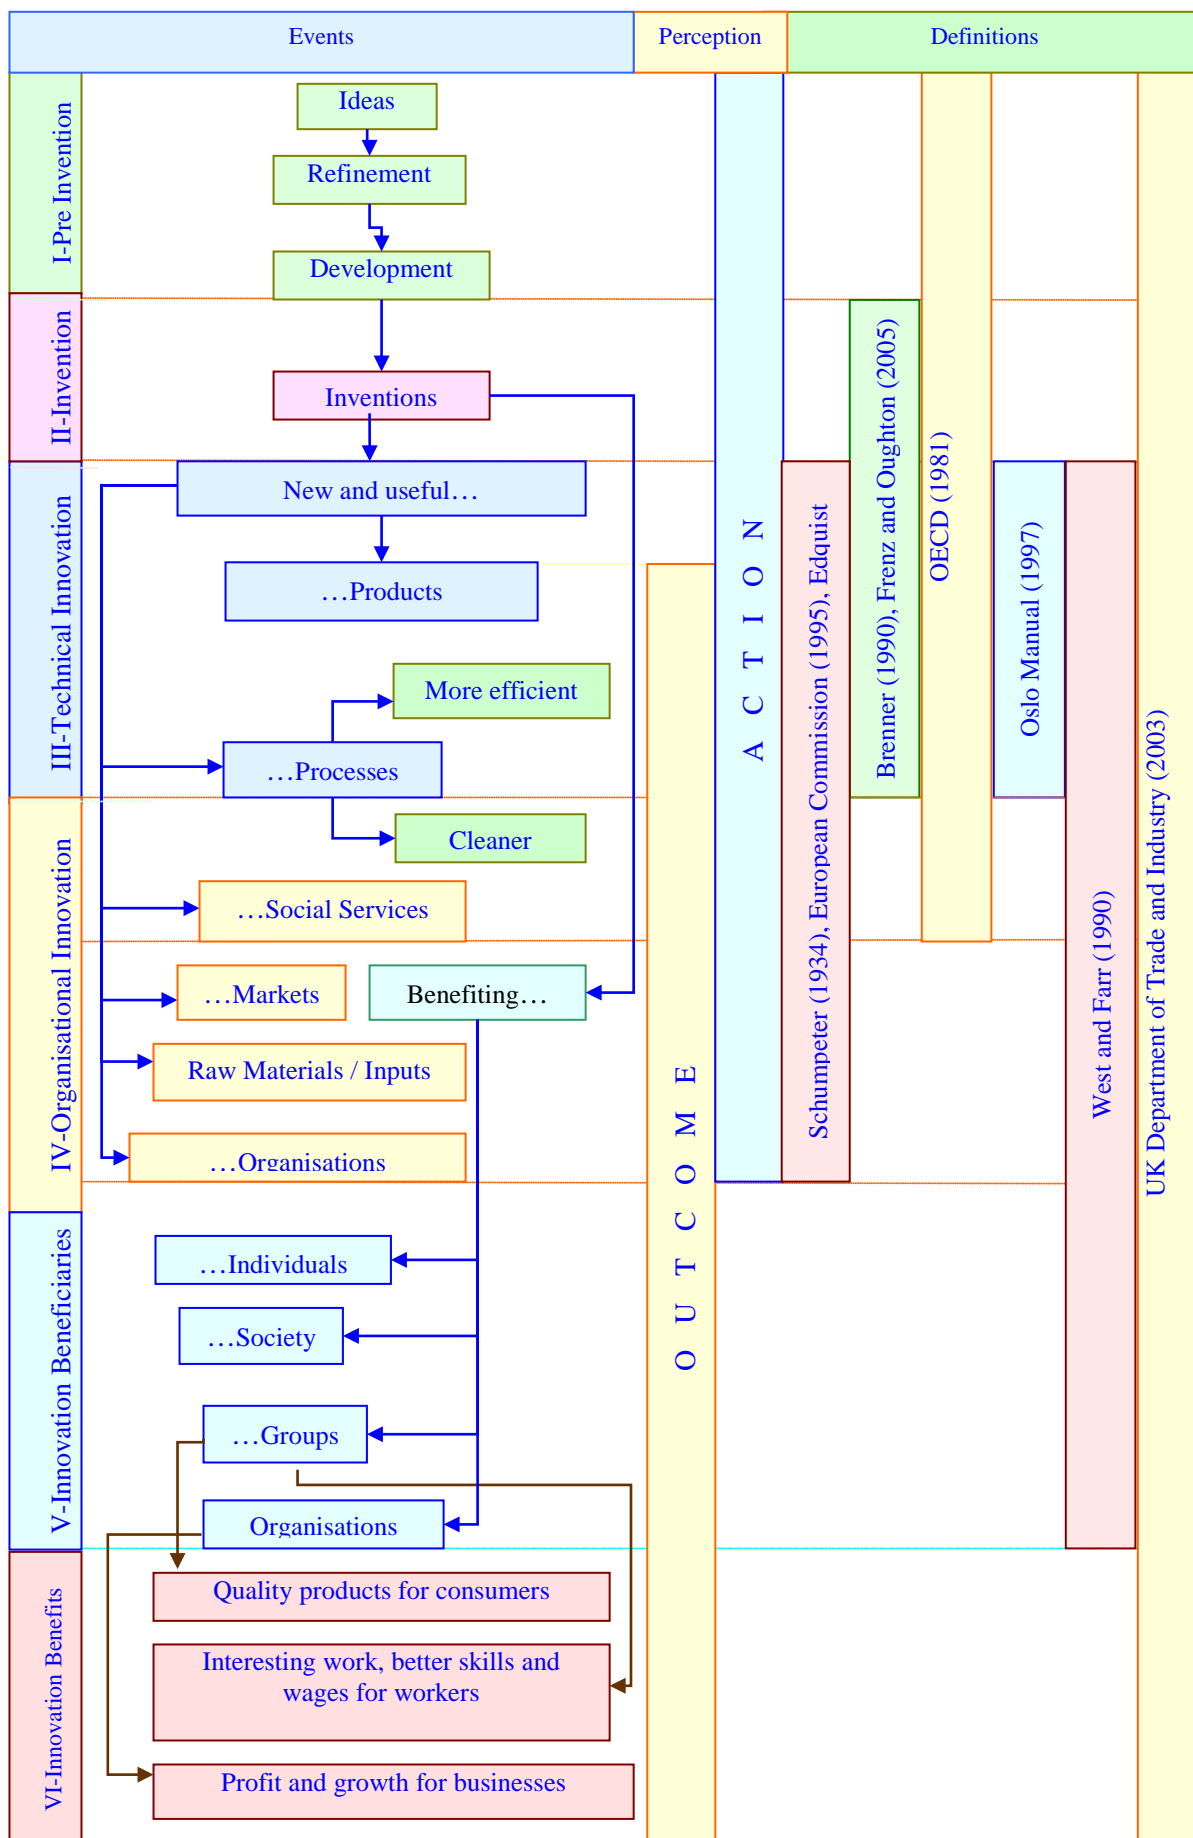 Events
Perception
Definitions
I-Pre Invention
Ideas
Refinement
Development
II-Invention
Inventions
III-Technical Innovation
New and useful…
…Products
More efficient
…Processes
Cleaner
IV-Organisational Innovation
…Social Services
…Markets
Benefiting…
Raw Materials / Inputs
…Organisations
V-Innovation Beneficiaries
…Individuals
…Society
…Groups
Organisations
VI-Innovation Benefits
Quality products for consumers
Interesting work, better skills and
wages for workers
Profit and growth for businesses
OUTCOME
ACTION
Schumpeter (1934), European Commission (1995), Edquist
Brenner (1990), Frenz and Oughton (2005)
OECD (1981)
Oslo Manual (1997)
West and Farr (1990)
UK Department of Trade and Industry (2003)